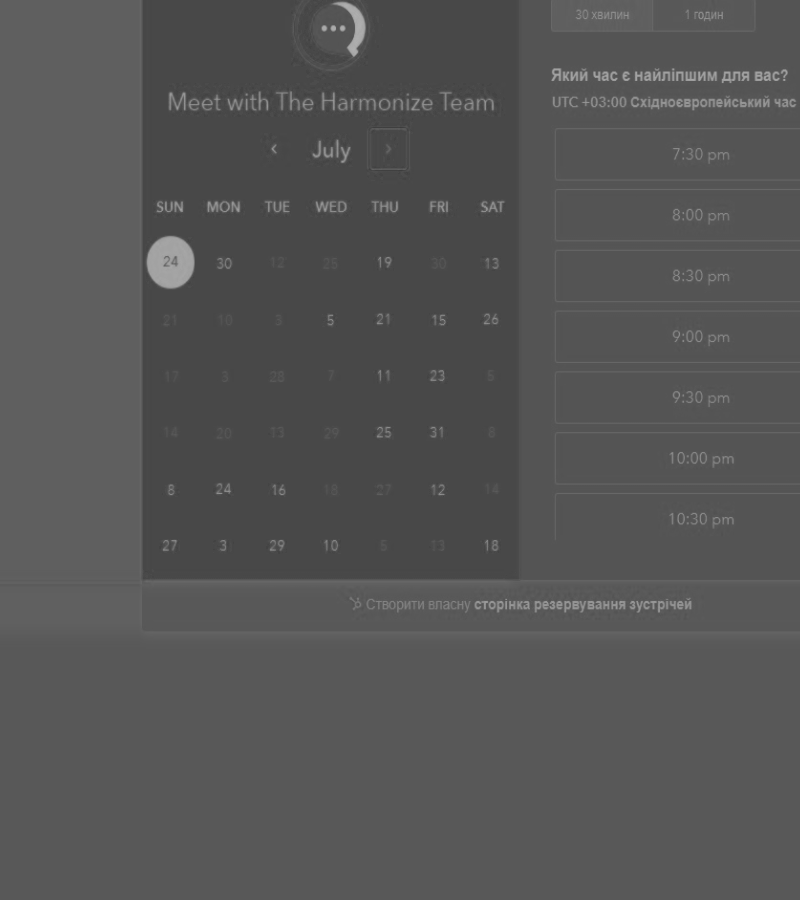 30 хвилин 1 годин
Meet with The Harmonize Team
Який час є найліпшим для вас?
UTC +03:00 Східноєвропейський час
‹ July ›
SUN MON TUE WED THU FRI SAT
24 30 12 25 19 30 13
21 10 3 5 21 15 26
17 3 28 7 11 23 5
14 20 13 29 25 31 8
8 24 16 18 27 12 14
27 3 29 10 5 13 18
7:30 pm
8:00 pm
8:30 pm
9:00 pm
9:30 pm
10:00 pm
10:30 pm
Створити власну сторінка резервування зустрічей